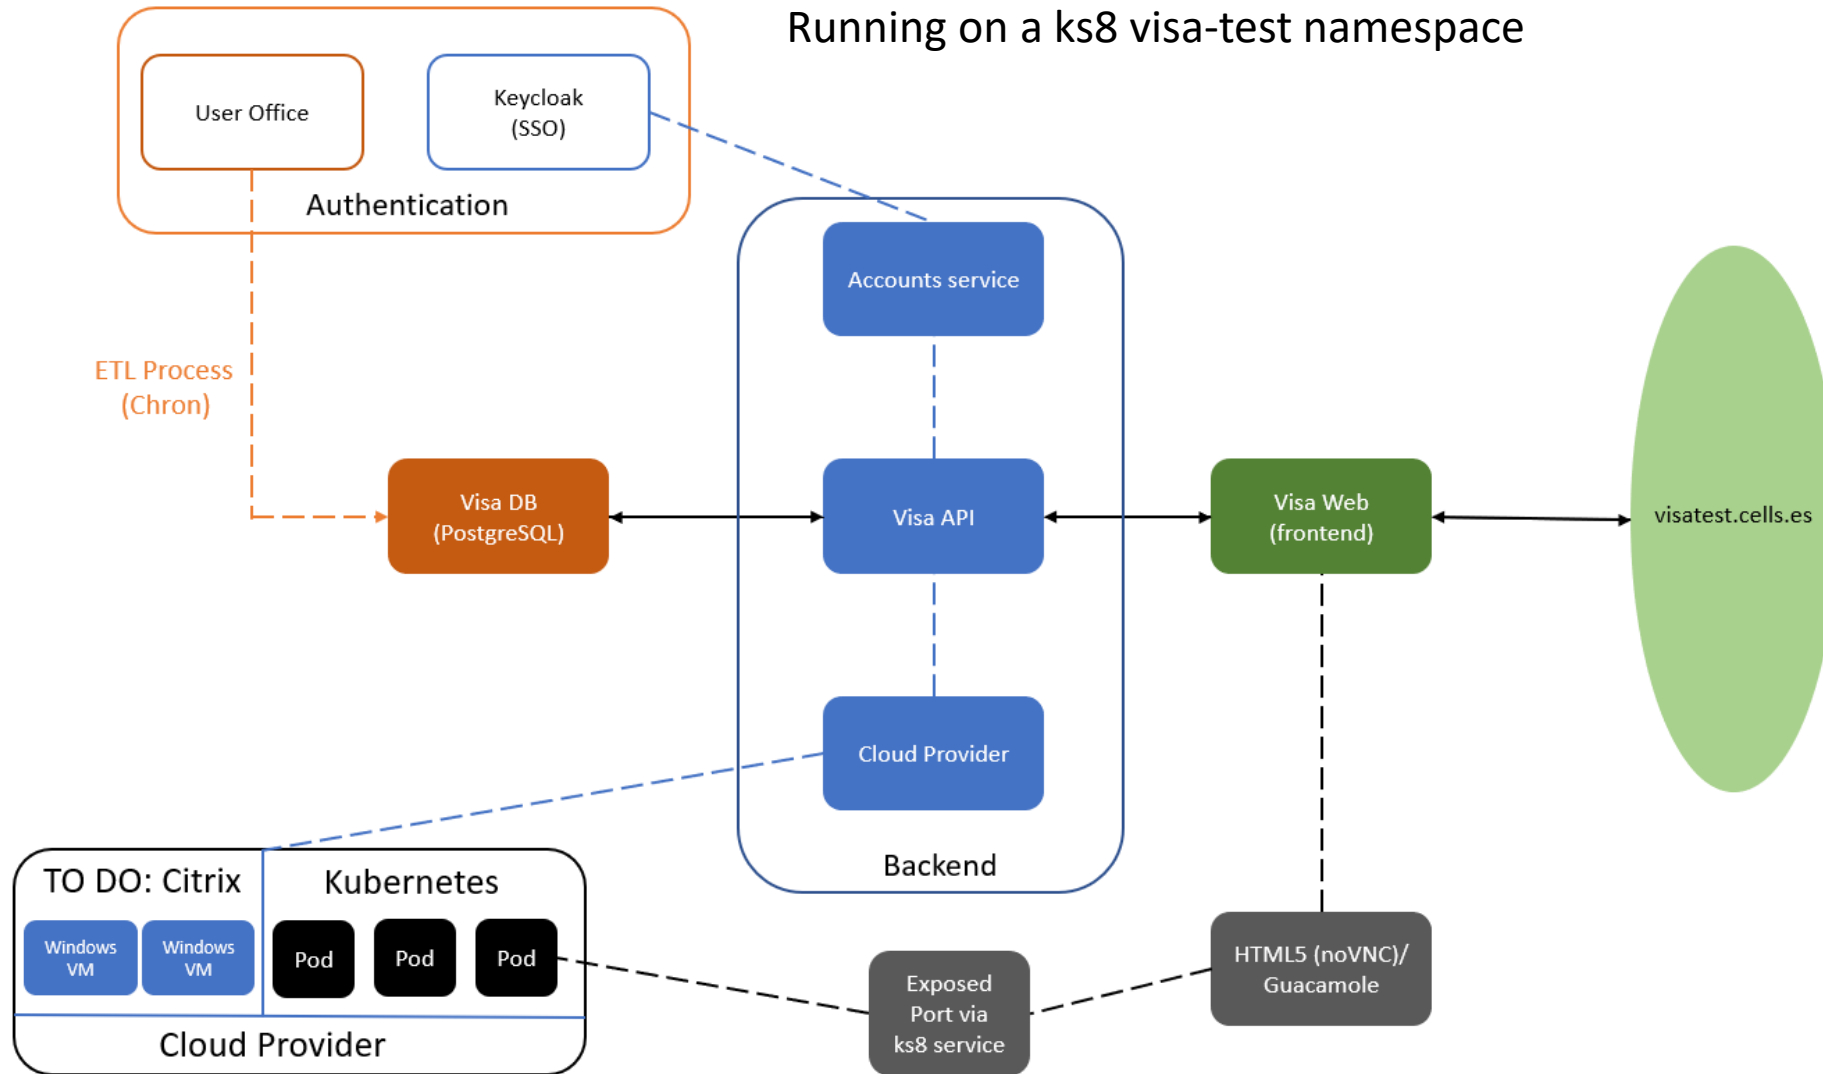 Running on a ks8 visa-test namespace
User Office
Keycloak
(SSO)
Authentication
Accounts service
ETL Process
(Chron)
Visa DB
(PostgreSQL)
Visa API
Visa Web
(frontend)
visatest.cells.es
Cloud Provider
Backend
TO DO: Citrix
Kubernetes
Windows
VM
Windows
VM
Pod
Pod
Pod
Cloud Provider
Exposed
Port via
ks8 service
HTML5 (noVNC)/
Guacamole